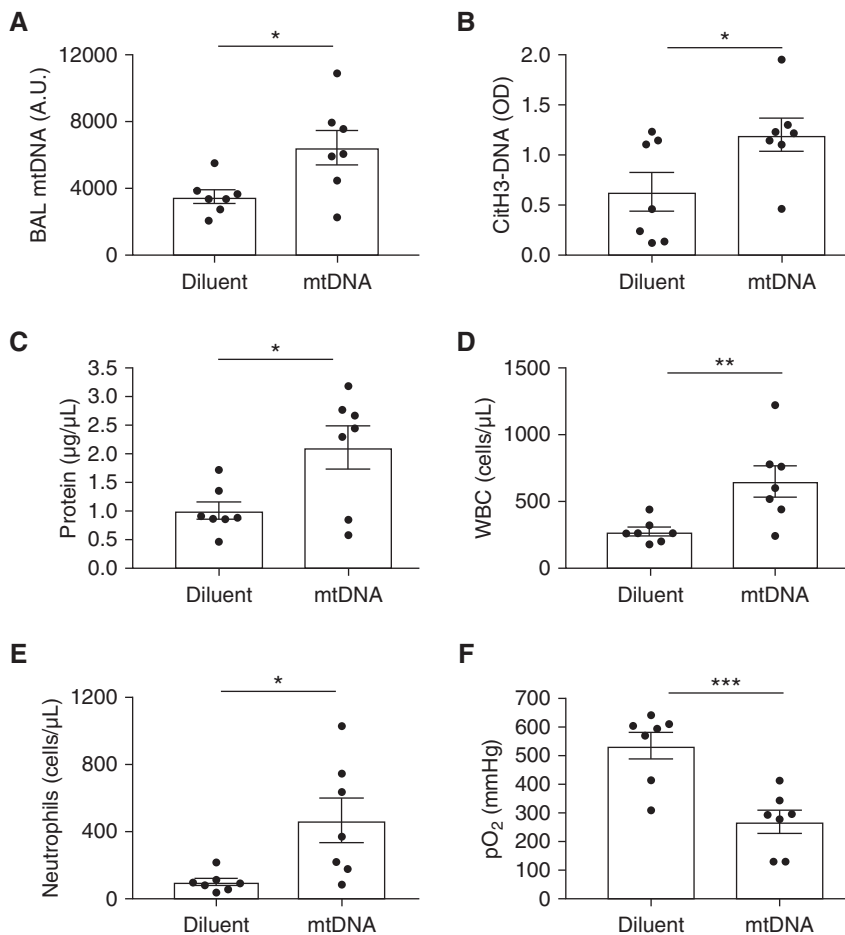 A
BAL mtDNA (A.U.)
12000
8000
4000
0
*
Diluent
mtDNA
B
CitH3-DNA (OD)
2.0
1.5
1.0
0.5
0.0
*
Diluent
mtDNA
C
Protein (µg/µL)
3.5
3.0
2.5
2.0
1.5
1.0
0.5
0.0
*
Diluent
mtDNA
D
WBC (cells/µL)
1500
1000
500
0
**
Diluent
mtDNA
E
Neutrophils (cells/µL)
1200
800
400
0
*
Diluent
mtDNA
F
pO₂ (mmHg)
700
600
500
400
300
200
100
0
***
Diluent
mtDNA